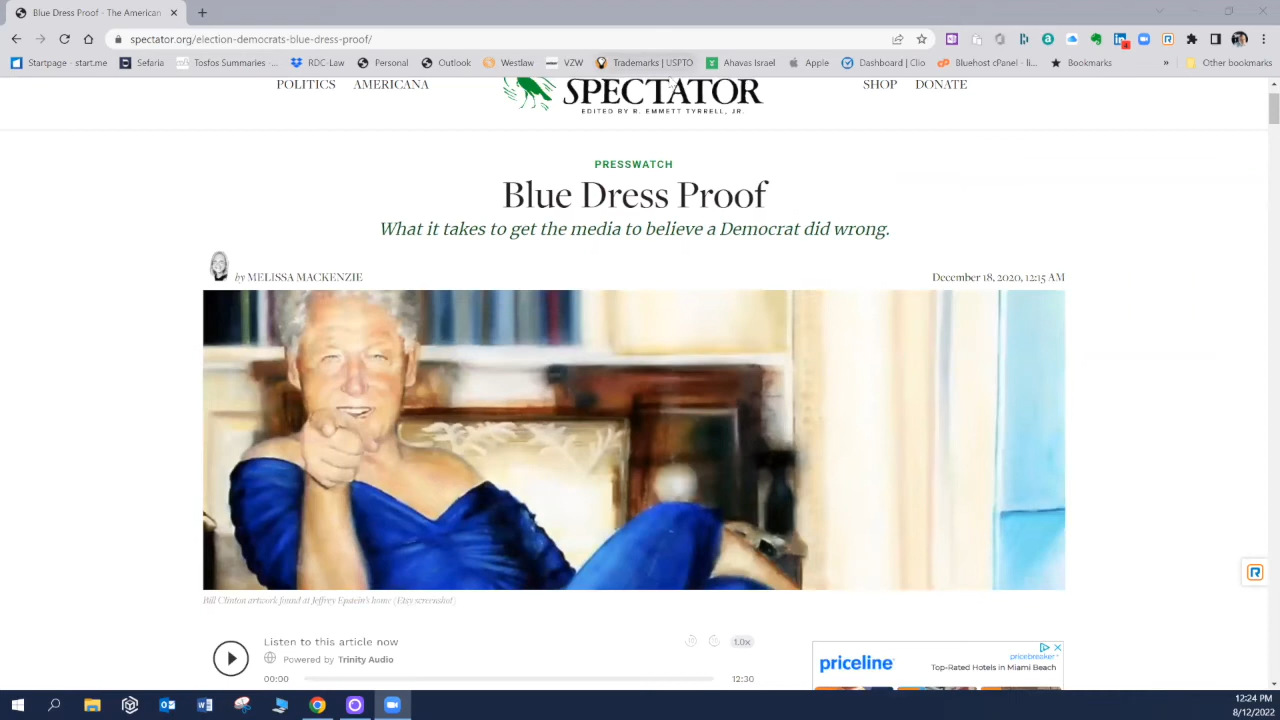 Blue Dress Proof - The American
spectator.org/election-democrats-blue-dress-proof/
4
Startpage - start.me
Sefaria
Tosfos Summaries -...
RDC-Law
Personal
Outlook
Westlaw
VZW
Trademarks | USPTO
Ahavas Israel
Apple
Dashboard | Clio
Bluehost cPanel - li...
Bookmarks
»
Other bookmarks
POLITICS
AMERICANA
SPECTATOR
EDITED BY R. EMMETT TYRRELL, JR.
SHOP
DONATE
PRESSWATCH
Blue Dress Proof
What it takes to get the media to believe a Democrat did wrong.
by MELISSA MACKENZIE
December 18, 2020, 12:15 AM
Bill Clinton artwork found at Jeffrey Epstein's home (Etsy screenshot)
Listen to this article now
1.0x
Powered by Trinity Audio
00:00
12:30
pricebreaker
priceline
Top-Rated Hotels in Miami Beach
12:24 PM
8/12/2022